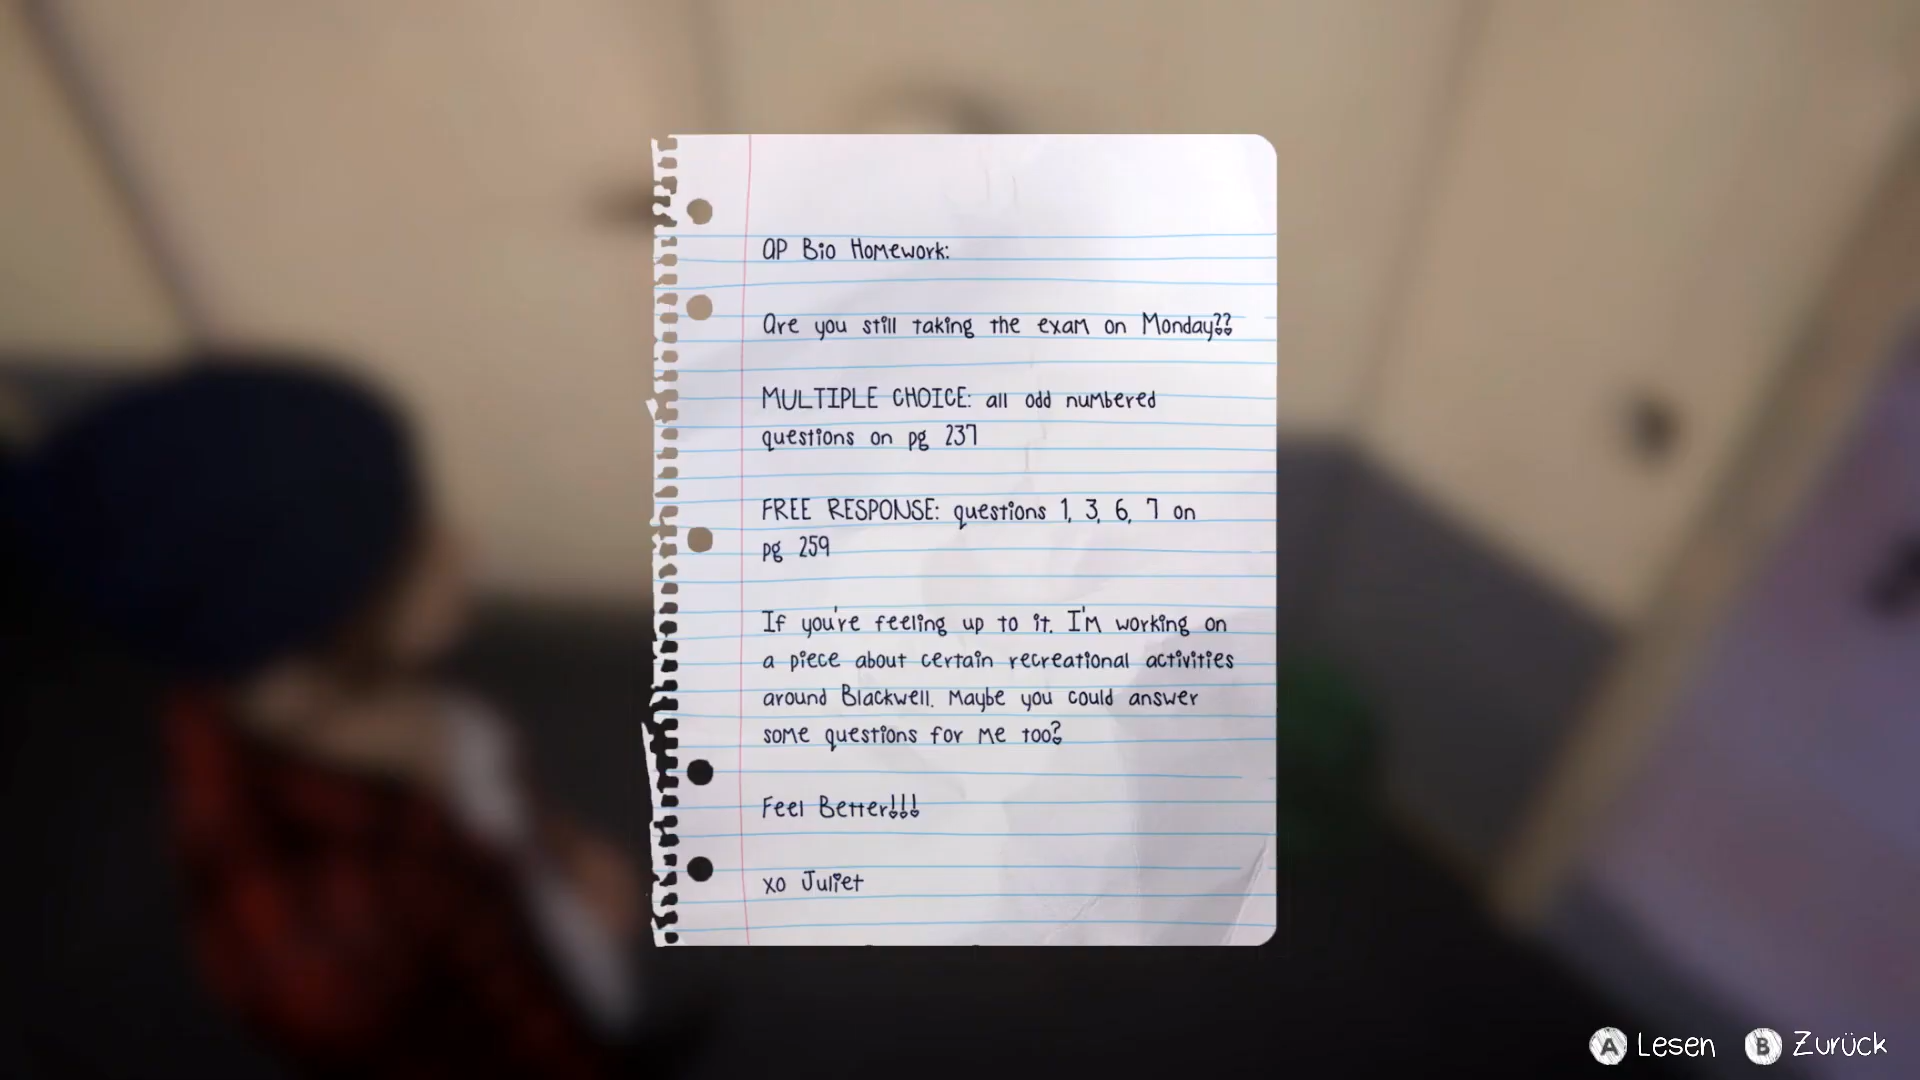 AP Bio Homework:
Are you still taking the exam on Monday??
MULTIPLE CHOICE: all odd numbered
questions on pg 237
FREE RESPONSE: questions 1, 3, 6, 7 on
pg 259
If you're feeling up to it. I'm working on
a piece about certain recreational activities
around Blackwell. Maybe you could answer
some questions for me too?
Feel Better!!!
xo Juliet
A Lesen B Zurück